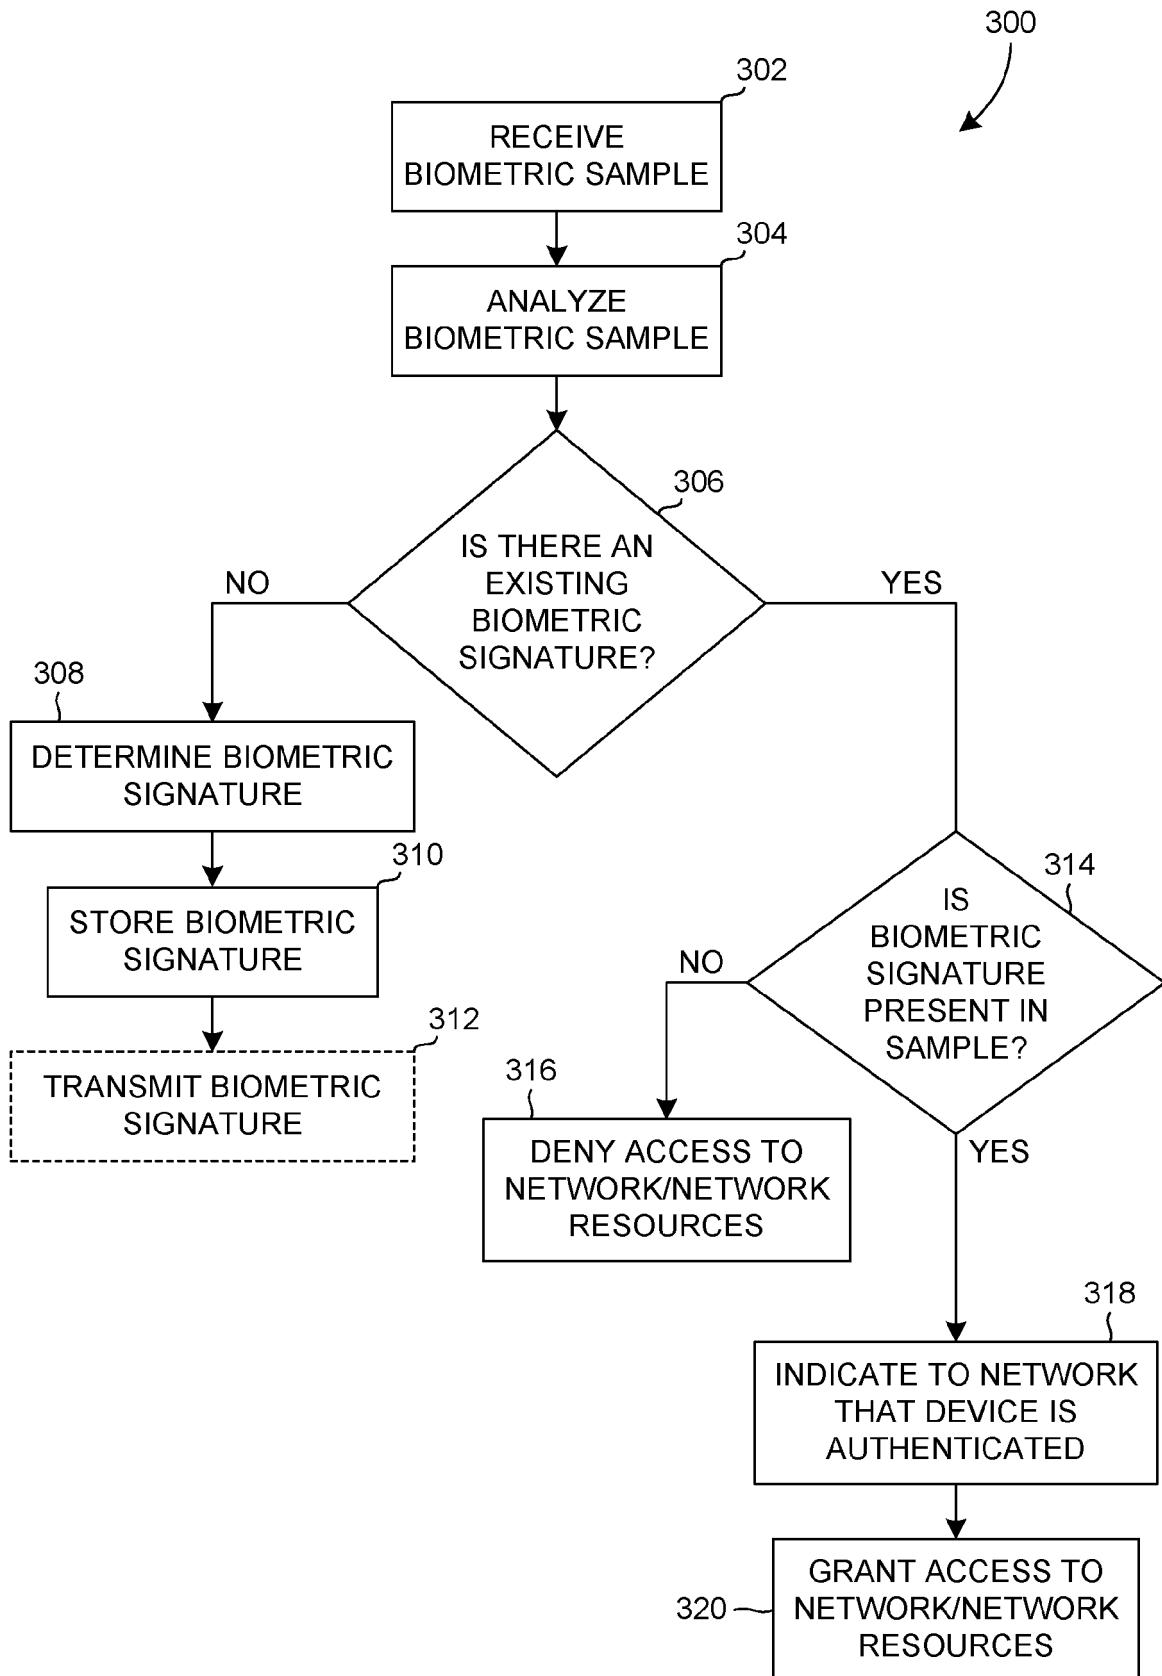 300
302
RECEIVE
BIOMETRIC SAMPLE
304
ANALYZE
BIOMETRIC SAMPLE
306
IS THERE AN
EXISTING
BIOMETRIC
SIGNATURE?
NO
YES
308
DETERMINE BIOMETRIC
SIGNATURE
310
STORE BIOMETRIC
SIGNATURE
312
TRANSMIT BIOMETRIC
SIGNATURE
314
IS
BIOMETRIC
SIGNATURE
PRESENT IN
SAMPLE?
NO
YES
316
DENY ACCESS TO
NETWORK/NETWORK
RESOURCES
318
INDICATE TO NETWORK
THAT DEVICE IS
AUTHENTICATED
320
GRANT ACCESS TO
NETWORK/NETWORK
RESOURCES